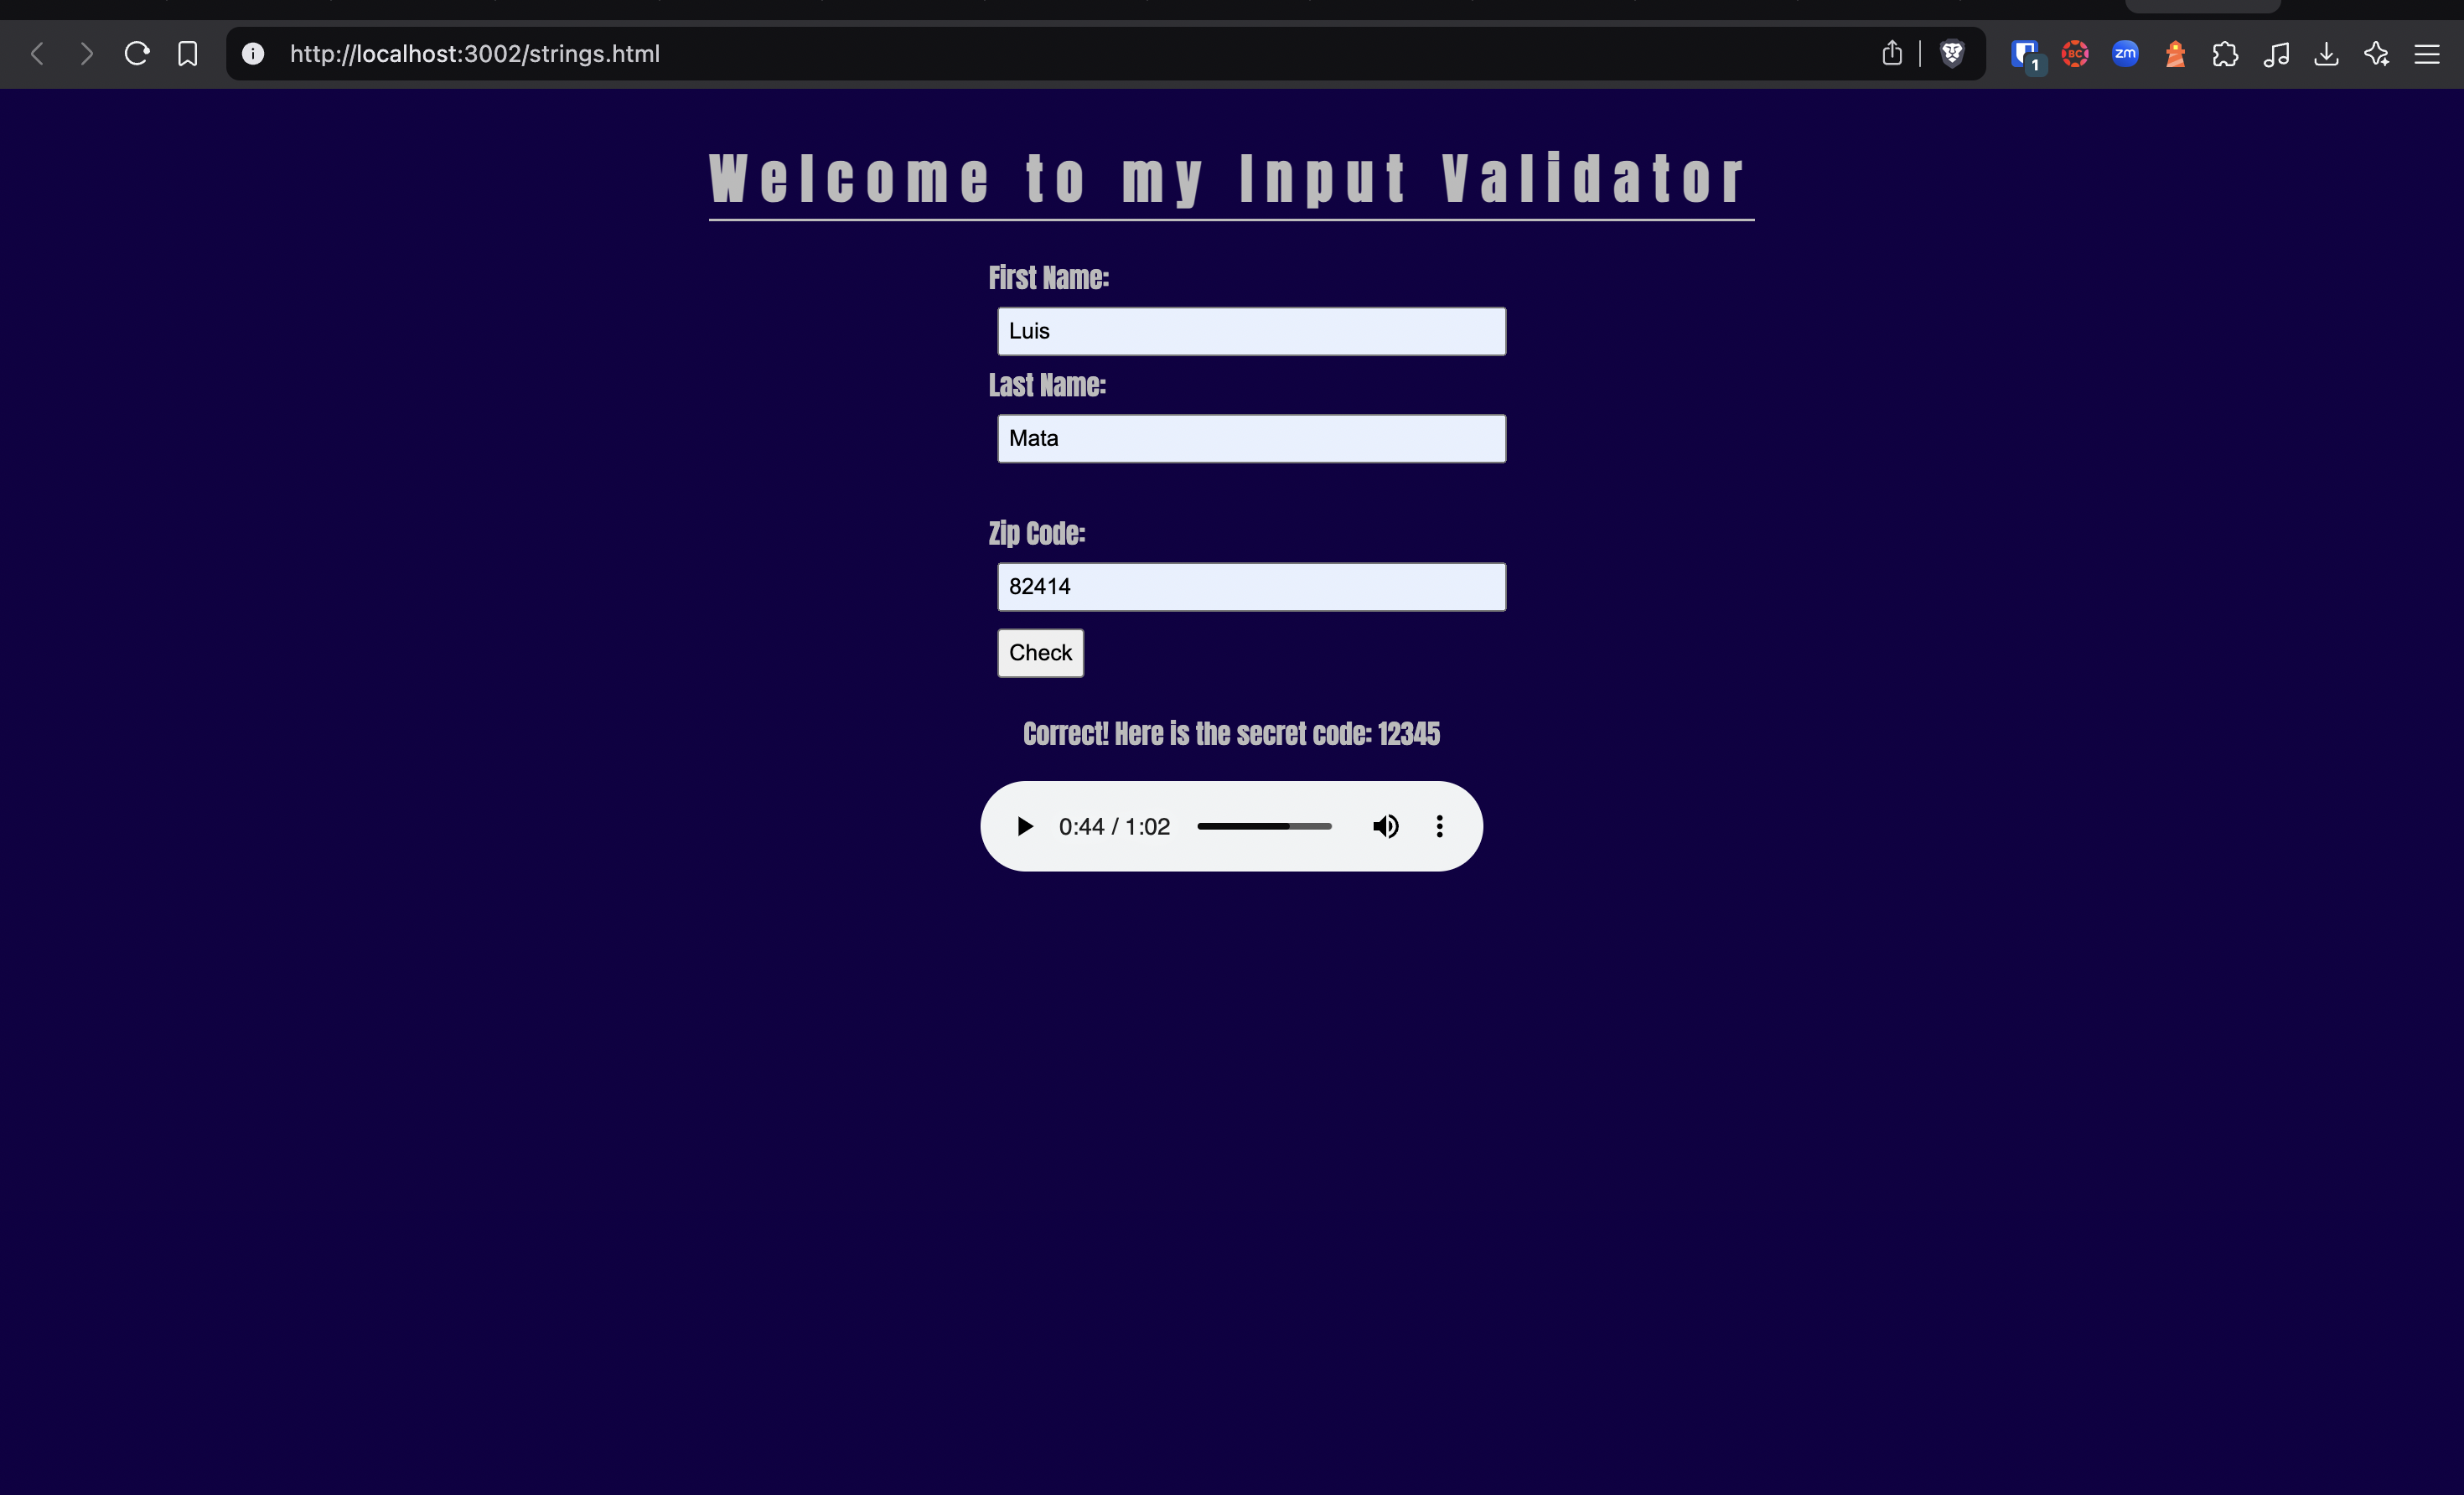 http://localhost:3002/strings.html
1
BC
zm
Welcome to my Input Validator
First Name:
Luis
Last Name:
Mata
Zip Code:
82414
Check
Correct! Here is the secret code: 12345
0:44 / 1:02